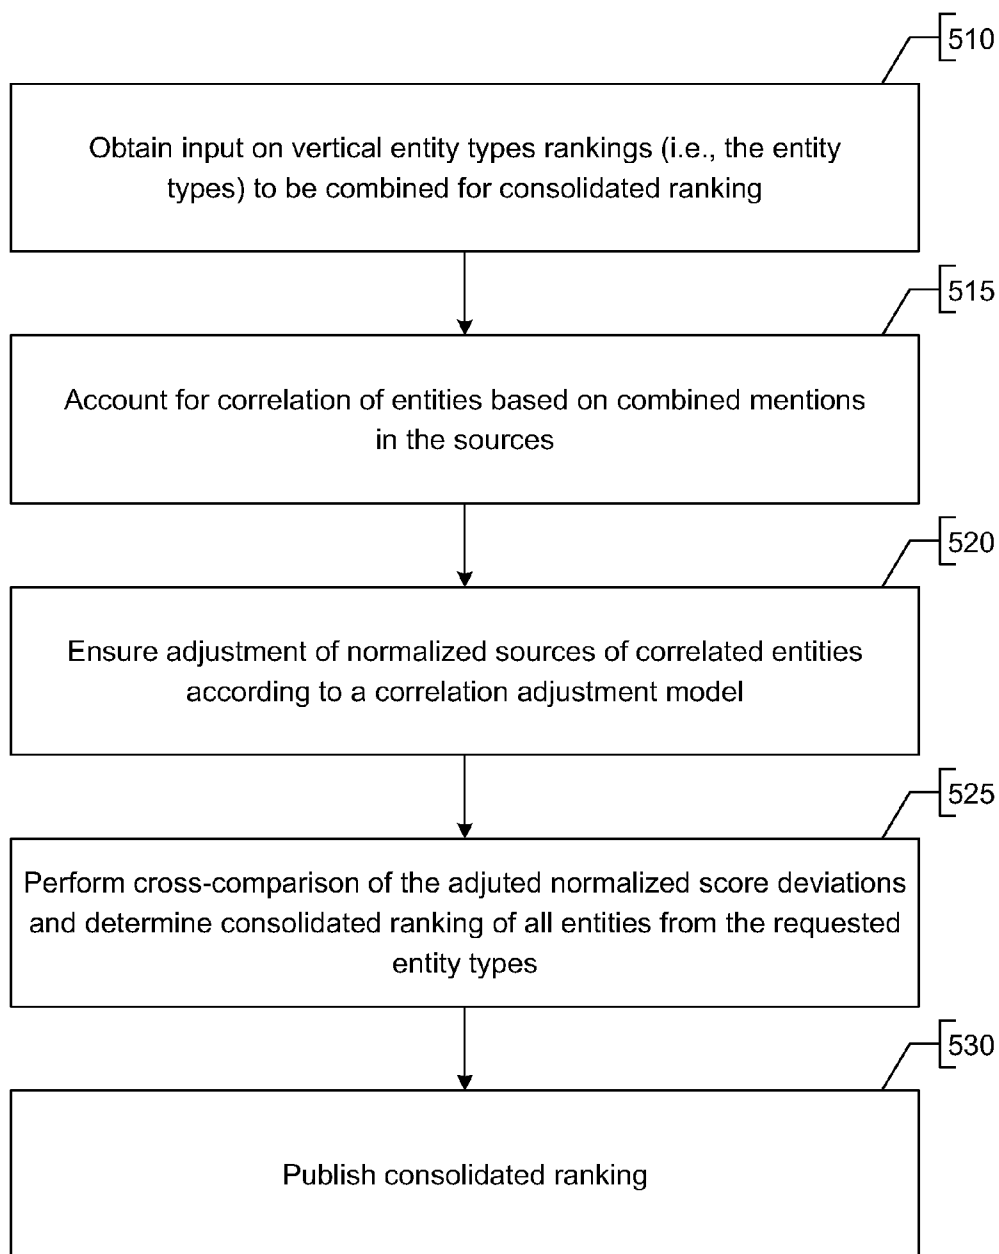 510
Obtain input on vertical entity types rankings (i.e., the entity
types) to be combined for consolidated ranking
515
Account for correlation of entities based on combined mentions
in the sources
520
Ensure adjustment of normalized sources of correlated entities
according to a correlation adjustment model
525
Perform cross-comparison of the adjuted normalized score deviations
and determine consolidated ranking of all entities from the requested
entity types
530
Publish consolidated ranking